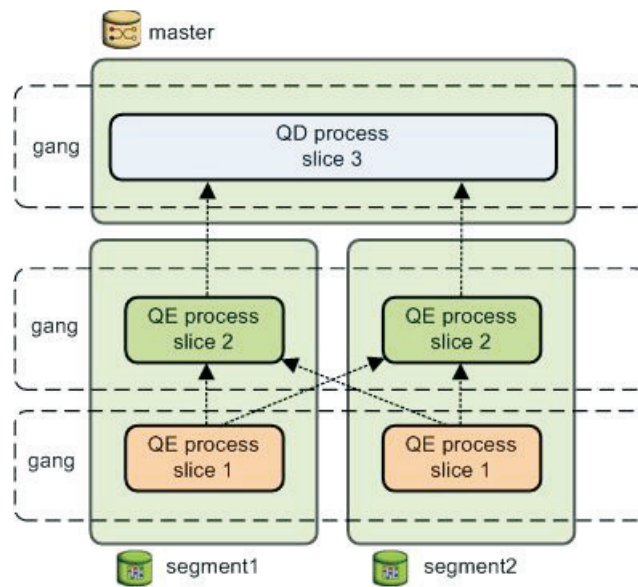 master
gang
QD process
slice 3
gang
QE process
slice 2
QE process
slice 2
gang
QE process
slice 1
QE process
slice 1
segment1
segment2